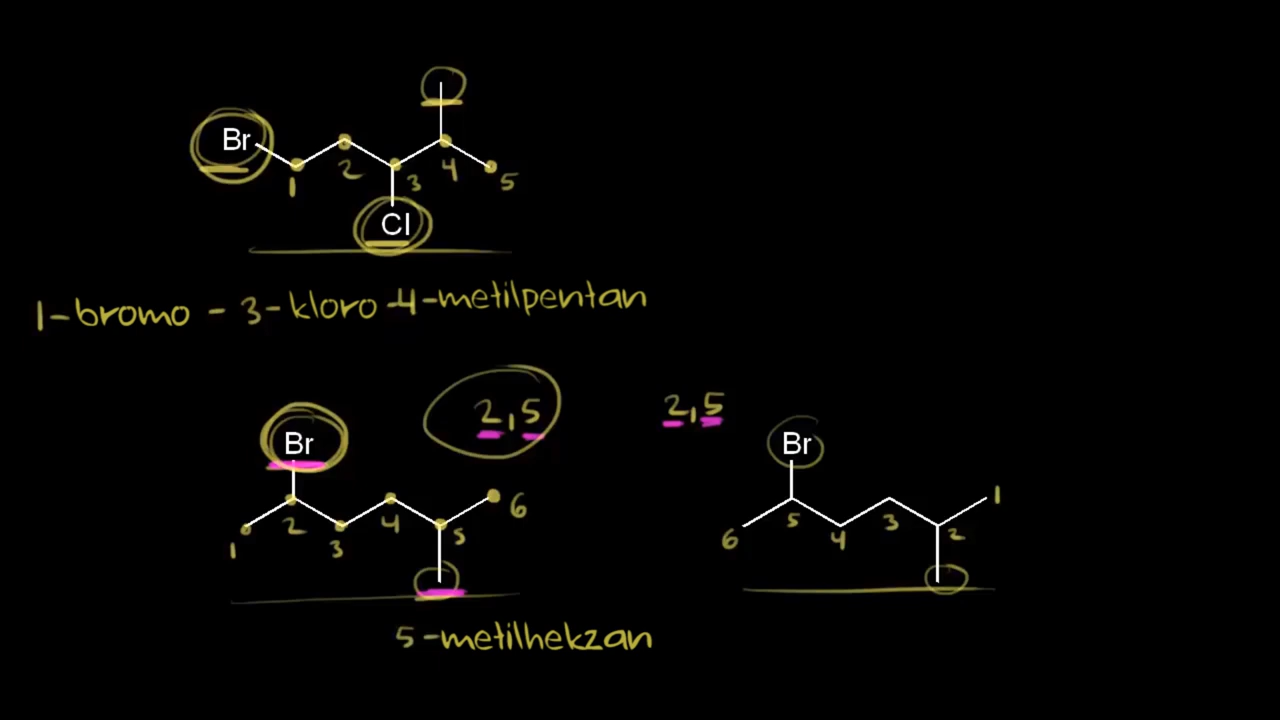 Br
1 2 3 4 5
Cl
1-bromo - 3-kloro-4-metilpentan
2,5 2,5
Br Br
1 2 3 4 5 6
6 5 4 3 2 1
5-metilhekzan